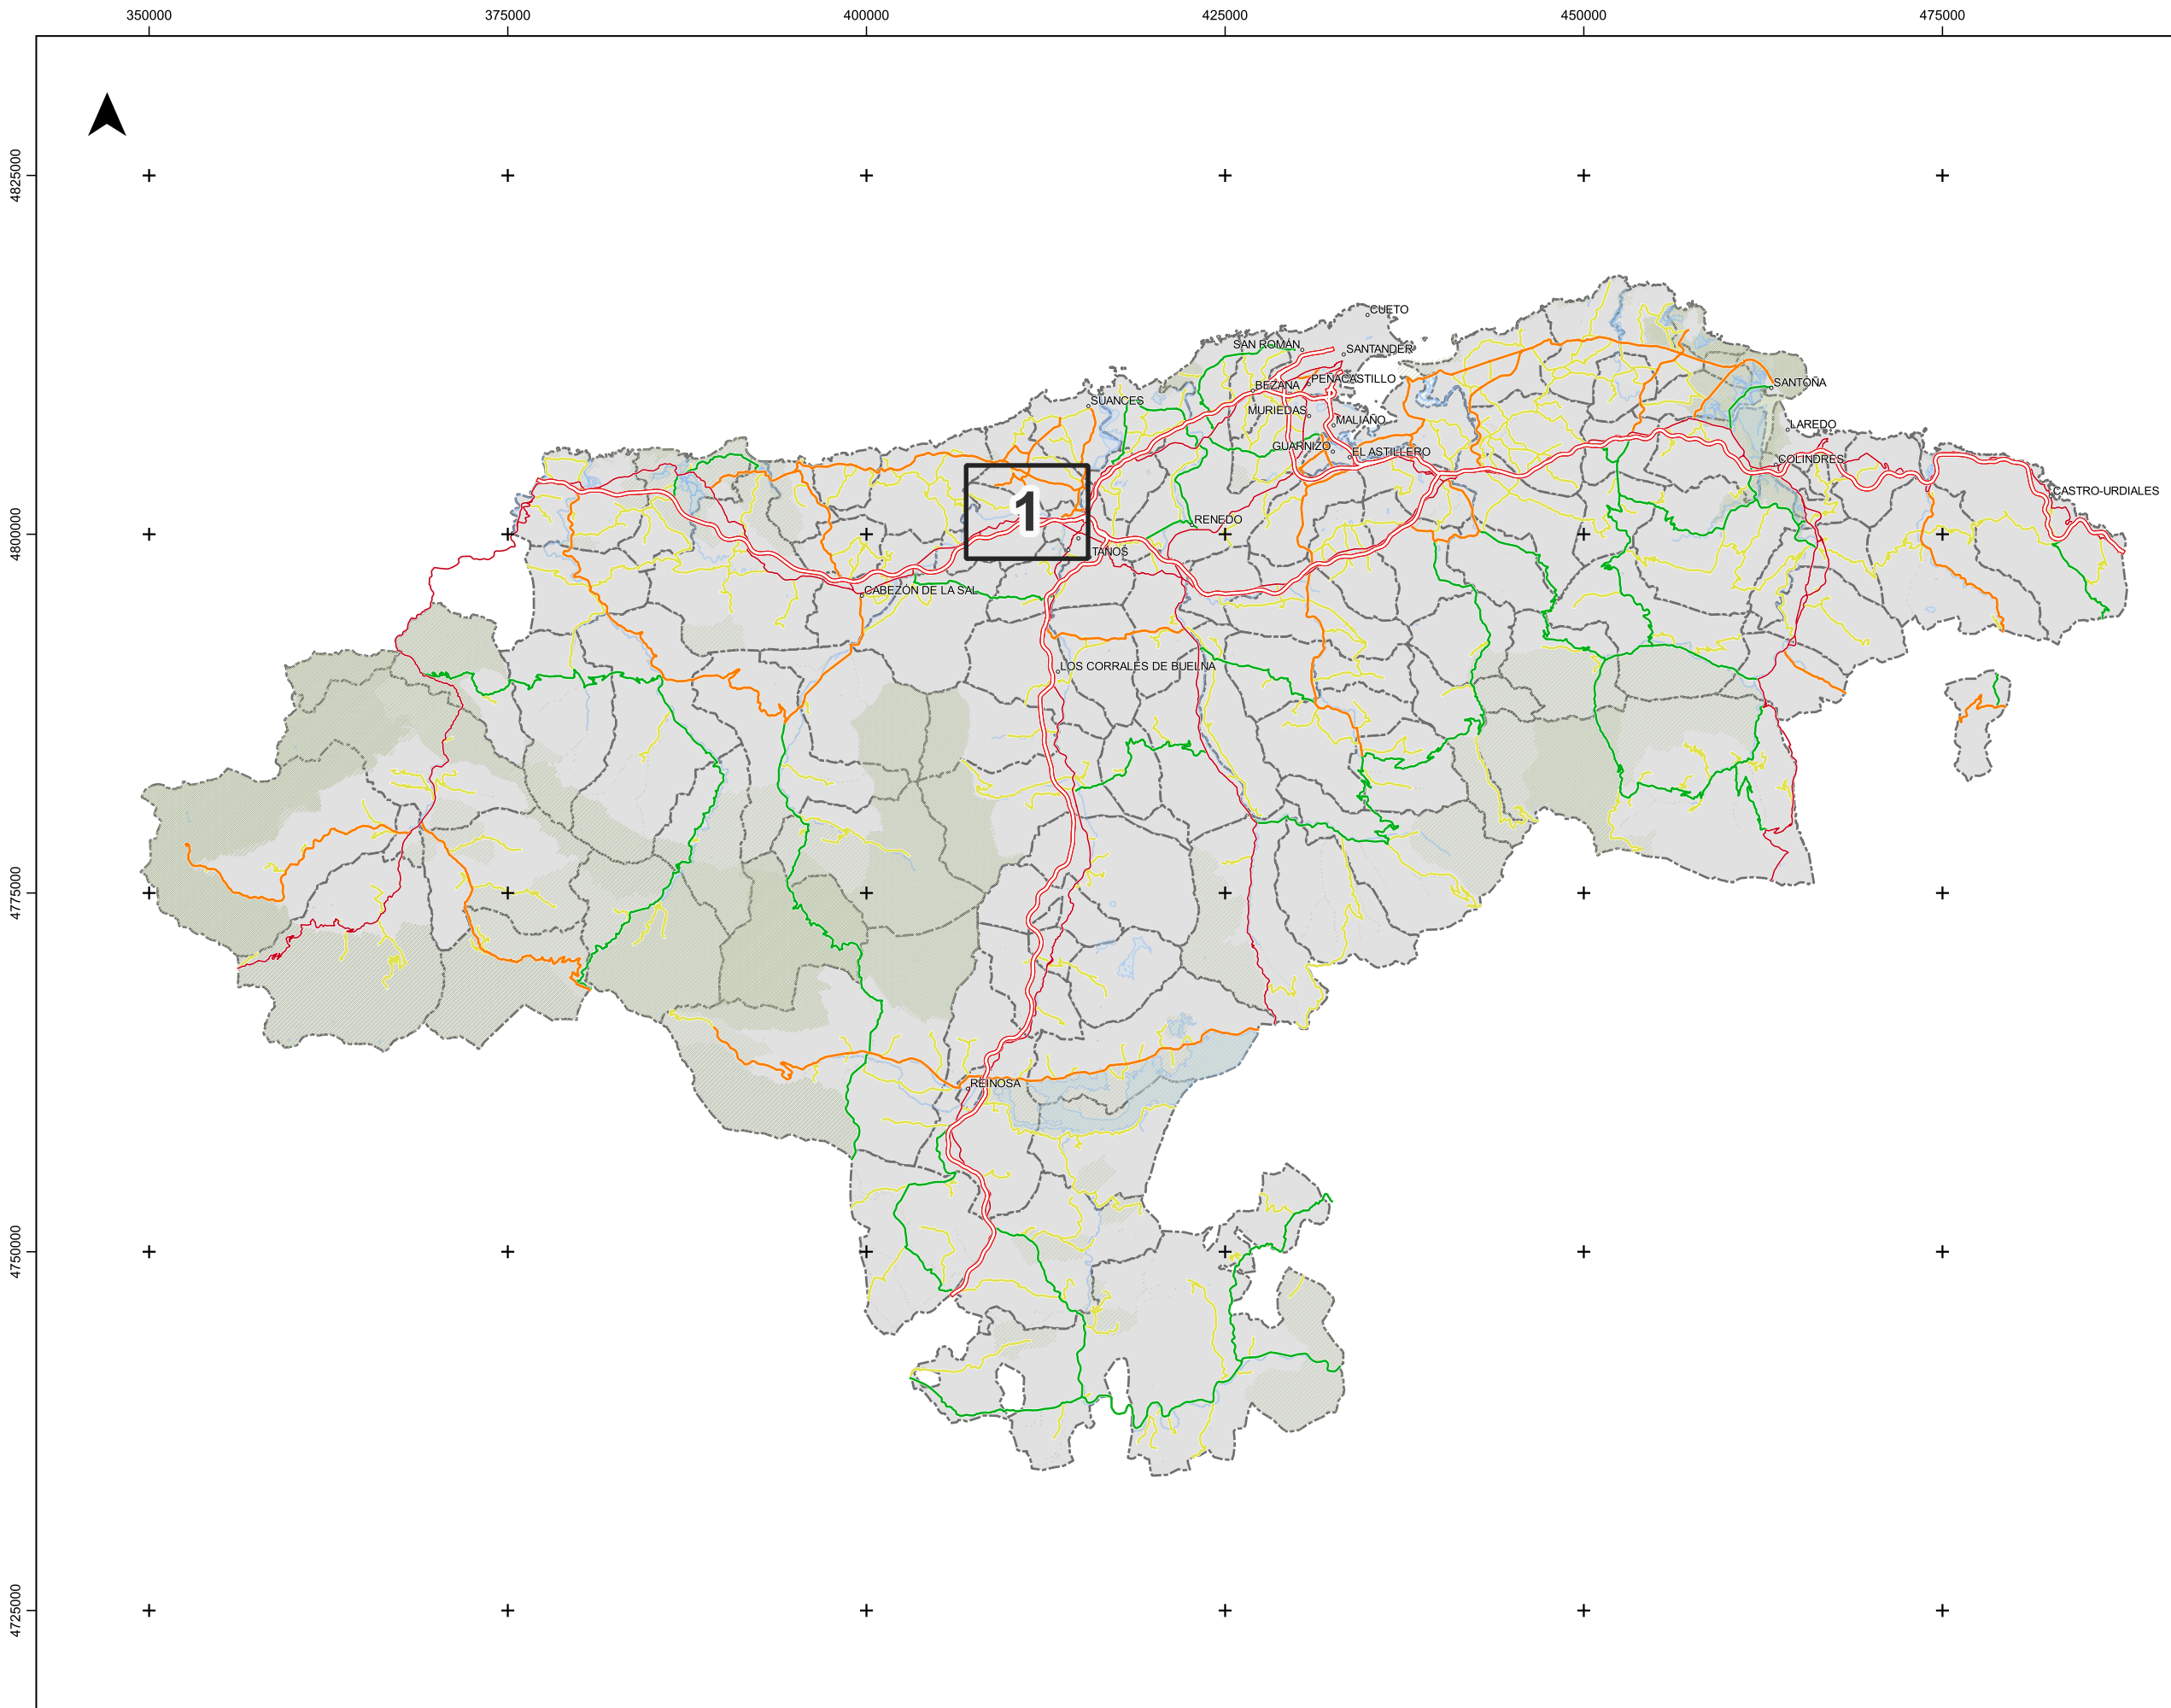 350000 375000 400000 425000 450000 475000
4825000
CUETO
SAN ROMÁN
SANTANDER
BEZANA
PEÑACASTILLO
SANTOÑA
SUANCES
MURIEDAS
MALIAÑO
LAREDO
GUARNIZO
EL ASTILLERO
COLINDRES
CASTRO-URDIALES
1
RENEDO
4800000
TANOS
CABEZÓN DE LA SAL
LOS CORRALES DE BUELNA
4775000
REINOSA
4750000
4725000